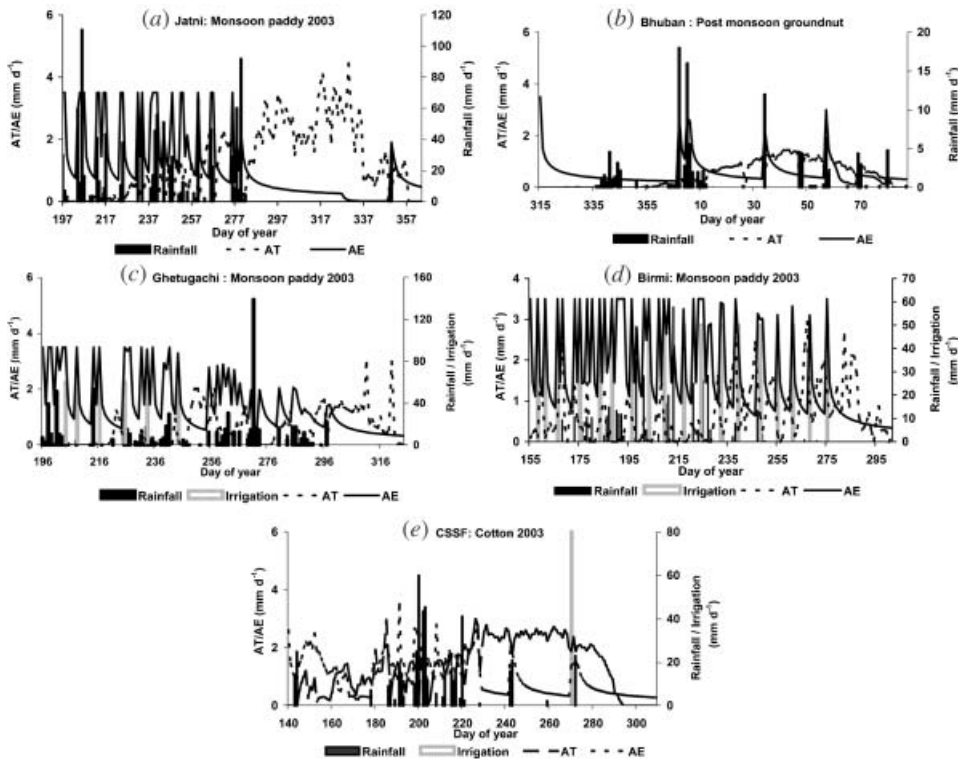 (a) Jatni: Monsoon paddy 2003
AT/AE (mm d⁻¹)
6
4
2
0
120
100
80
60
40
20
0
Rainfall (mm d⁻¹)
197 217 237 257 277 297 317 337 357
Day of year
Rainfall AT AE
(b) Bhuban : Post monsoon groundnut
AT/AE (mm d⁻¹)
6
4
2
0
20
15
10
5
0
Rainfall (mm d⁻¹)
315 335 355 10 30 50 70
Day of year
Rainfall AT AE
(c) Ghetugachi : Monsoon paddy 2003
AT/AE (mm d⁻¹)
6
4
2
0
160
120
80
40
0
Rainfall / Irrigation
(mm d⁻¹)
196 216 236 256 276 296 316
Day of year
Rainfall Irrigation AT AE
(d) Birmi: Monsoon paddy 2003
AT/AE (mm d⁻¹)
4
3
2
1
0
70
60
50
40
30
20
10
0
Rainfall / Irrigation
(mm d⁻¹)
155 175 195 215 235 255 275 295
Day of year
Rainfall Irrigation AT AE
(e) CSSF: Cotton 2003
AT/AE (mm d⁻¹)
6
4
2
0
80
60
40
20
0
Rainfall / Irrigation
(mm d⁻¹)
140 160 180 200 220 240 260 280 300
Day of year
Rainfall Irrigation AT AE